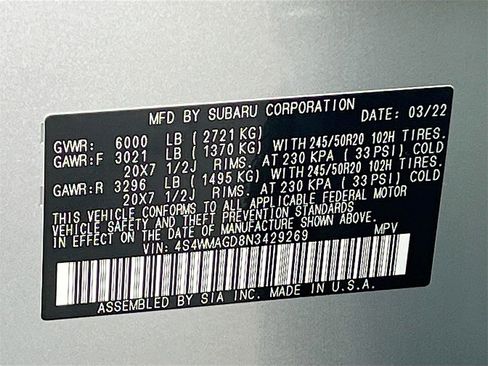 MFD BY SUBARU CORPORATION DATE: 03/22
GVWR: 6000 LB (2721 KG)
GAWR:F 3021 LB (1370 KG) WITH 245/50R20 102H TIRES.
20X7 1/2J RIMS. AT 230 KPA (33 PSI) COLD
GAWR:R 3296 LB (1495 KG) WITH 245/50R20 102H TIRES.
20X7 1/2J RIMS. AT 230 KPA (33 PSI) COLD
THIS VEHICLE CONFORMS TO ALL APPLICABLE FEDERAL MOTOR
VEHICLE SAFETY AND THEFT PREVENTION STANDARDS
IN EFFECT ON THE DATE OF MANUFACTURE SHOWN ABOVE.
VIN: 4S4WMAGD8N3429269 MPV
ASSEMBLED BY SIA INC. MADE IN U.S.A.